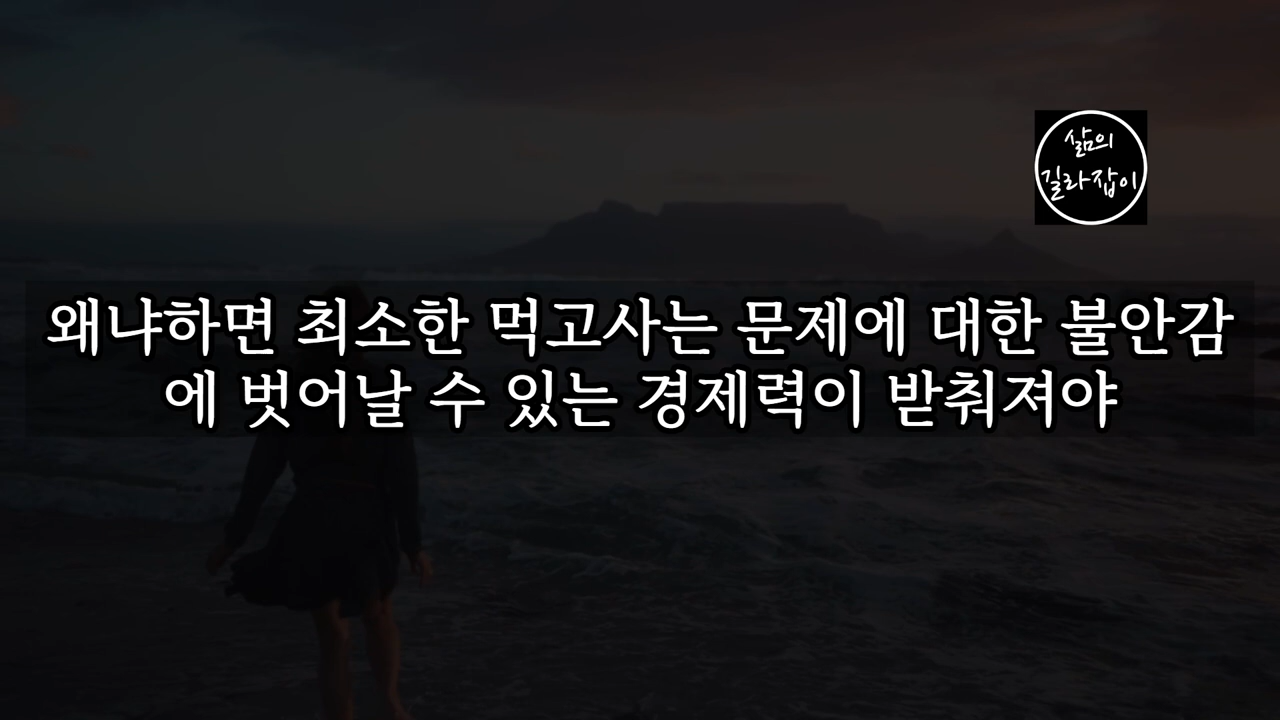 삶의
길라잡이
왜냐하면 최소한 먹고사는 문제에 대한 불안감
에 벗어날 수 있는 경제력이 받춰져야